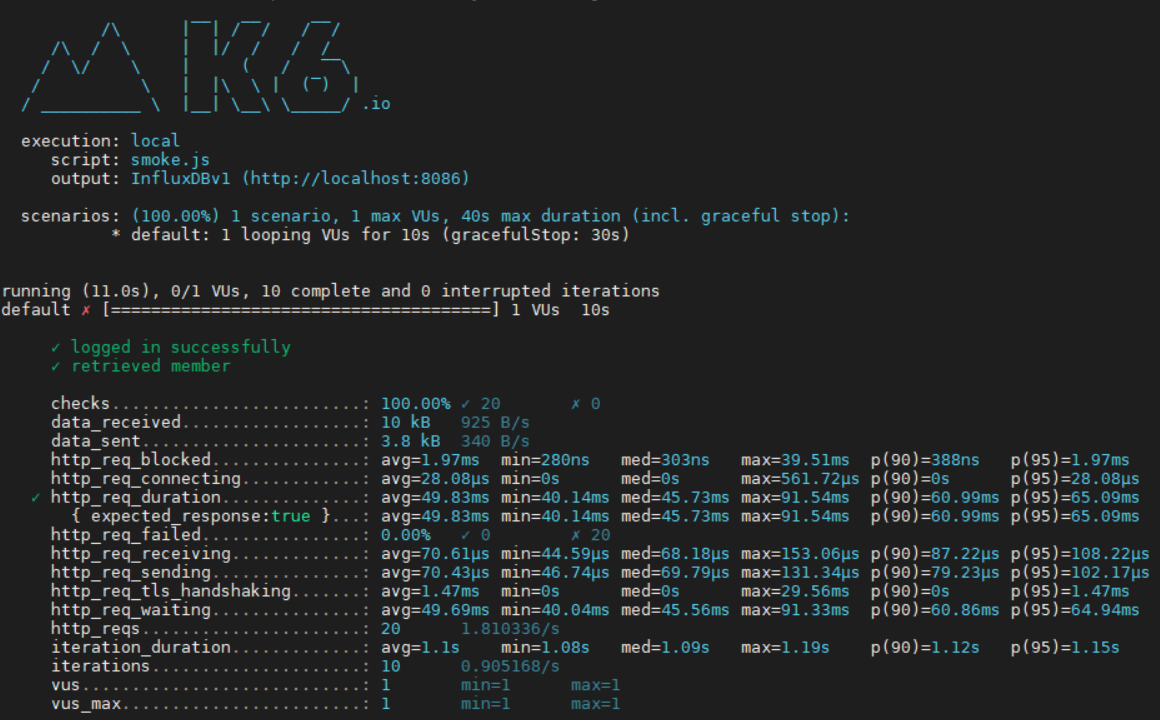 .io
execution: local
script: smoke.js
output: InfluxDBv1 (http://localhost:8086)
scenarios: (100.00%) 1 scenario, 1 max VUs, 40s max duration (incl. graceful stop):
* default: 1 looping VUs for 10s (gracefulStop: 30s)
running (11.0s), 0/1 VUs, 10 complete and 0 interrupted iterations
default ✗ [======================================] 1 VUs  10s
✓ logged in successfully
✓ retrieved member
checks.........................: 100.00% ✓ 20       ✗ 0
data_received..................: 10 kB   925 B/s
data_sent......................: 3.8 kB  340 B/s
http_req_blocked...............: avg=1.97ms  min=280ns   med=303ns   max=39.51ms  p(90)=388ns   p(95)=1.97ms
http_req_connecting............: avg=28.08µs min=0s      med=0s      max=561.72µs p(90)=0s      p(95)=28.08µs
✓ http_req_duration..............: avg=49.83ms min=40.14ms med=45.73ms max=91.54ms  p(90)=60.99ms p(95)=65.09ms
{ expected_response:true }...: avg=49.83ms min=40.14ms med=45.73ms max=91.54ms  p(90)=60.99ms p(95)=65.09ms
http_req_failed................: 0.00%   ✓ 0        ✗ 20
http_req_receiving.............: avg=70.61µs min=44.59µs med=68.18µs max=153.06µs p(90)=87.22µs p(95)=108.22µs
http_req_sending...............: avg=70.43µs min=46.74µs med=69.79µs max=131.34µs p(90)=79.23µs p(95)=102.17µs
http_req_tls_handshaking.......: avg=1.47ms  min=0s      med=0s      max=29.56ms  p(90)=0s      p(95)=1.47ms
http_req_waiting...............: avg=49.69ms min=40.04ms med=45.56ms max=91.33ms  p(90)=60.86ms p(95)=64.94ms
http_reqs......................: 20      1.810336/s
iteration_duration.............: avg=1.1s    min=1.08s   med=1.09s   max=1.19s    p(90)=1.12s   p(95)=1.15s
iterations.....................: 10      0.905168/s
vus............................: 1       min=1      max=1
vus_max........................: 1       min=1      max=1